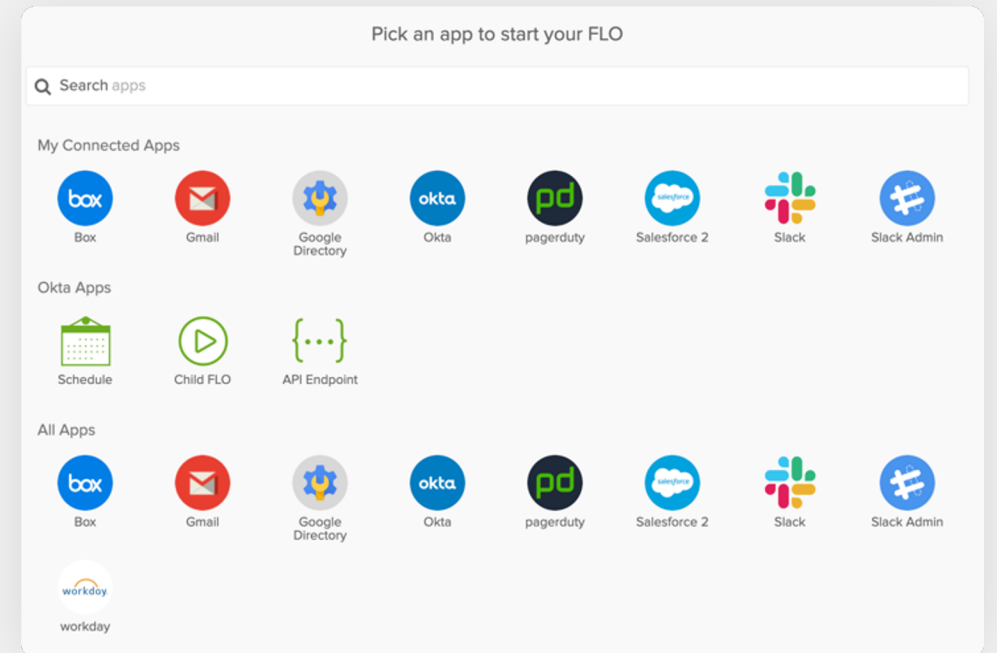 Pick an app to start your FLO
Search apps
My Connected Apps
box
okta
pd
salesforce
Box
Gmail
Google
Directory
Okta
pagerduty
Salesforce 2
Slack
Slack Admin
Okta Apps
{...}
Schedule
Child FLO
API Endpoint
All Apps
box
okta
pd
salesforce
Box
Gmail
Google
Directory
Okta
pagerduty
Salesforce 2
Slack
Slack Admin
workday.
workday